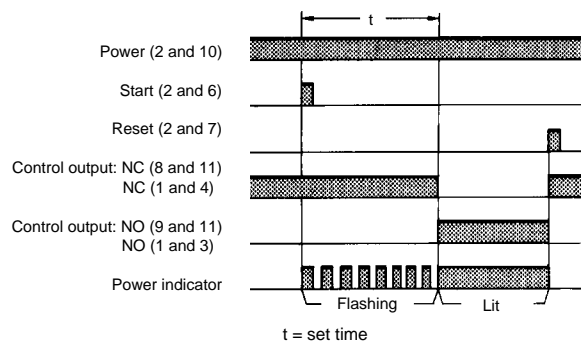 t
Power (2 and 10)
Start (2 and 6)
Reset (2 and 7)
Control output: NC (8 and 11)
NC (1 and 4)
Control output: NO (9 and 11)
NO (1 and 3)
Power indicator
Flashing
Lit
t = set time